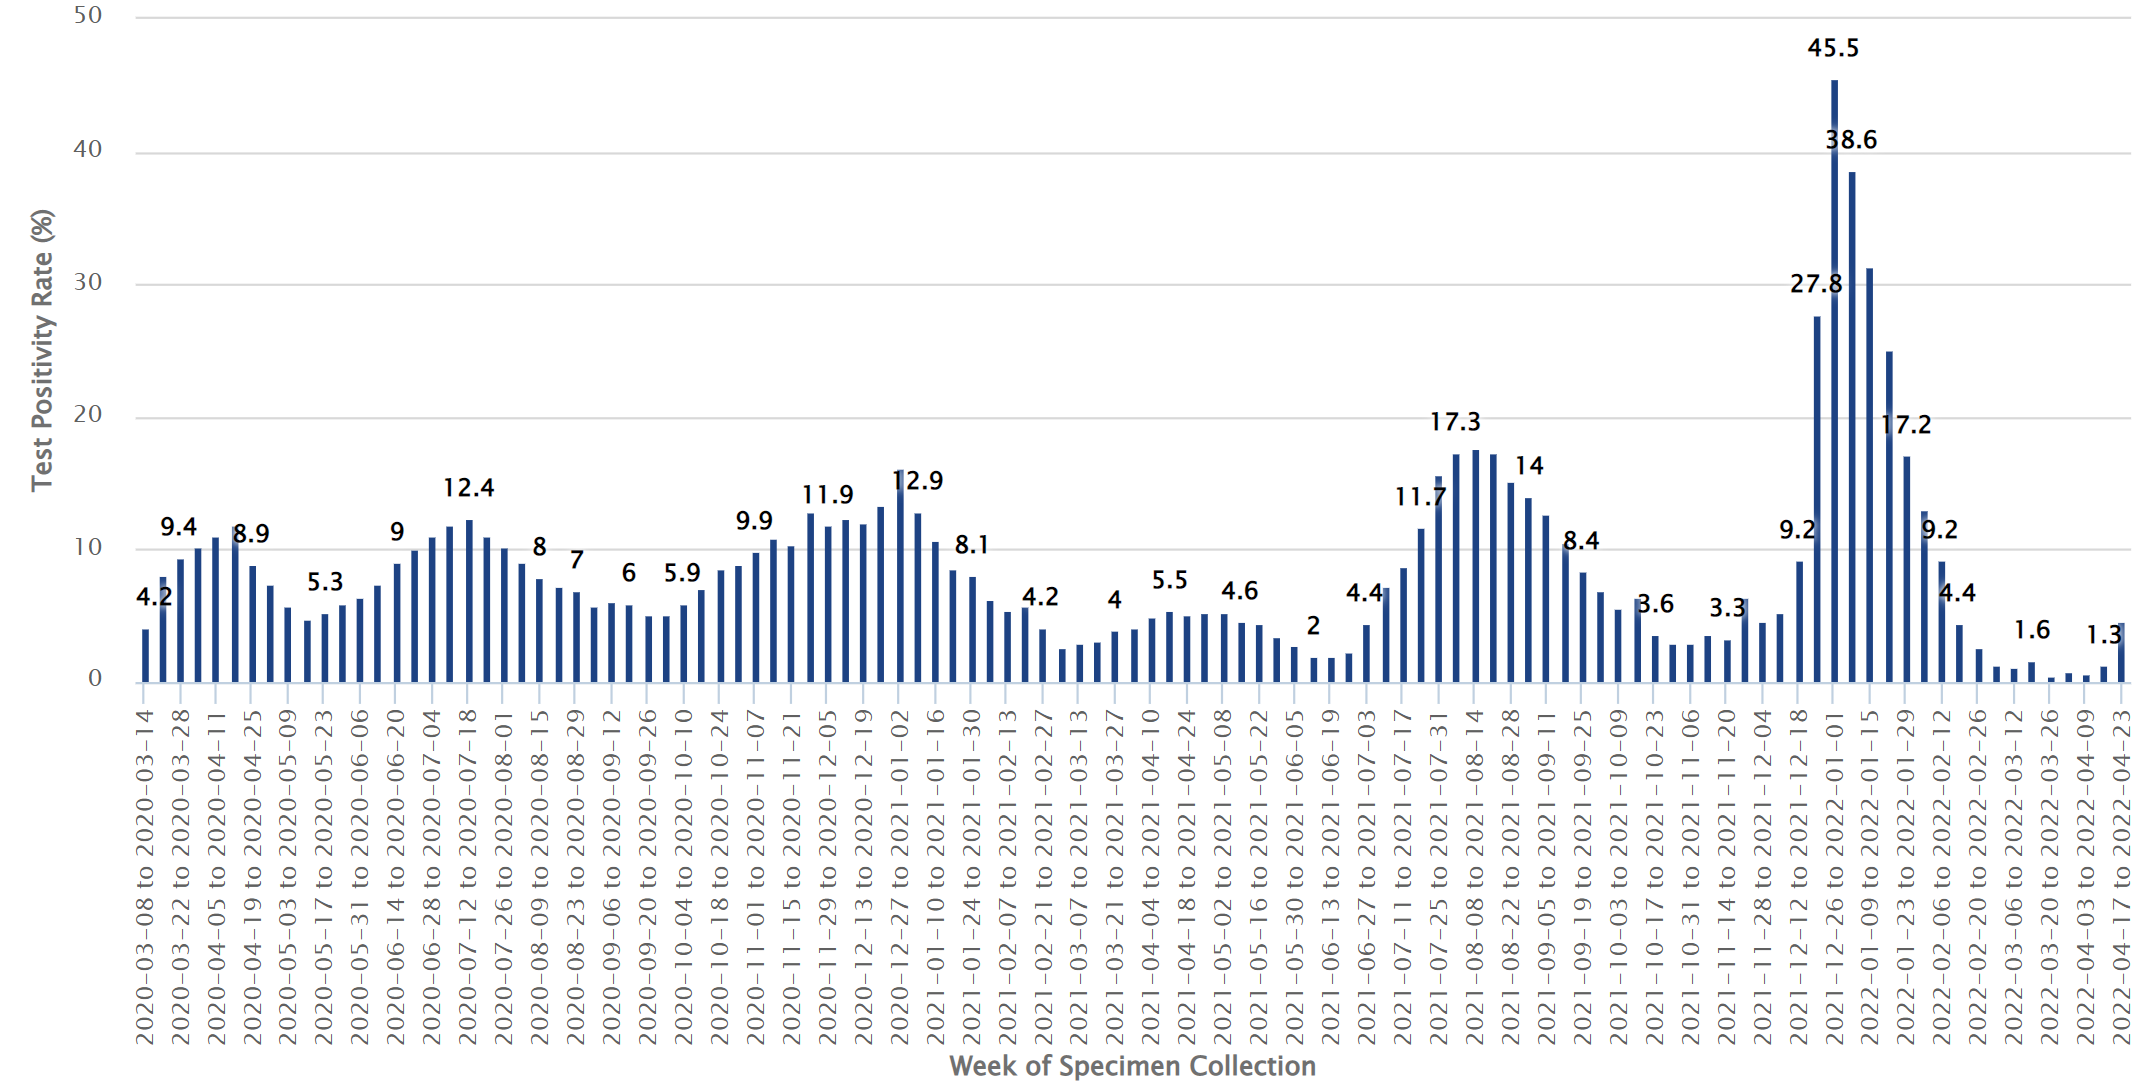 50
40
30
20
10
0
Test Positivity Rate (%)
4.2
9.4
8.9
5.3
9
12.4
8
7
6
5.9
9.9
11.9
12.9
8.1
4.2
4
5.5
4.6
2
4.4
11.7
17.3
14
8.4
3.6
3.3
9.2
27.8
45.5
38.6
17.2
9.2
4.4
1.6
1.3
2020-03-08 to 2020-03-14
2020-03-22 to 2020-03-28
2020-04-05 to 2020-04-11
2020-04-19 to 2020-04-25
2020-05-03 to 2020-05-09
2020-05-17 to 2020-05-23
2020-05-31 to 2020-06-06
2020-06-14 to 2020-06-20
2020-06-28 to 2020-07-04
2020-07-12 to 2020-07-18
2020-07-26 to 2020-08-01
2020-08-09 to 2020-08-15
2020-08-23 to 2020-08-29
2020-09-06 to 2020-09-12
2020-09-20 to 2020-09-26
2020-10-04 to 2020-10-10
2020-10-18 to 2020-10-24
2020-11-01 to 2020-11-07
2020-11-15 to 2020-11-21
2020-11-29 to 2020-12-05
2020-12-13 to 2020-12-19
2020-12-27 to 2021-01-02
2021-01-10 to 2021-01-16
2021-01-24 to 2021-01-30
2021-02-07 to 2021-02-13
2021-02-21 to 2021-02-27
2021-03-07 to 2021-03-13
2021-03-21 to 2021-03-27
2021-04-04 to 2021-04-10
2021-04-18 to 2021-04-24
2021-05-02 to 2021-05-08
2021-05-16 to 2021-05-22
2021-05-30 to 2021-06-05
2021-06-13 to 2021-06-19
2021-06-27 to 2021-07-03
2021-07-11 to 2021-07-17
2021-07-25 to 2021-07-31
2021-08-08 to 2021-08-14
2021-08-22 to 2021-08-28
2021-09-05 to 2021-09-11
2021-09-19 to 2021-09-25
2021-10-03 to 2021-10-09
2021-10-17 to 2021-10-23
2021-10-31 to 2021-11-06
2021-11-14 to 2021-11-20
2021-11-28 to 2021-12-04
2021-12-12 to 2021-12-18
2021-12-26 to 2022-01-01
2022-01-09 to 2022-01-15
2022-01-23 to 2022-01-29
2022-02-06 to 2022-02-12
2022-02-20 to 2022-02-26
2022-03-06 to 2022-03-12
2022-03-20 to 2022-03-26
2022-04-03 to 2022-04-09
2022-04-17 to 2022-04-23
Week of Specimen Collection